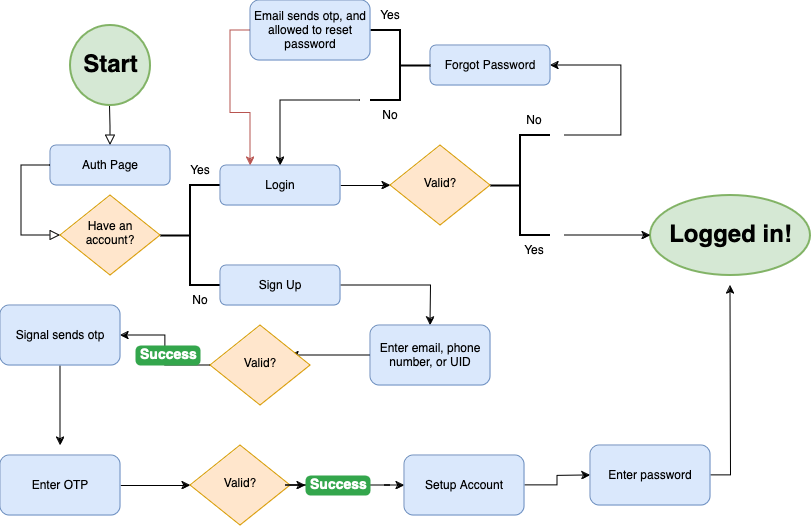 Email sends otp, and
allowed to reset
password
Yes
Start
Forgot Password
No
No
Auth Page
Yes
Login
Valid?
Have an
account?
Logged in!
Yes
No
Sign Up
Signal sends otp
Success
Valid?
Enter email, phone
number, or UID
Enter OTP
Valid?
Success
Setup Account
Enter password